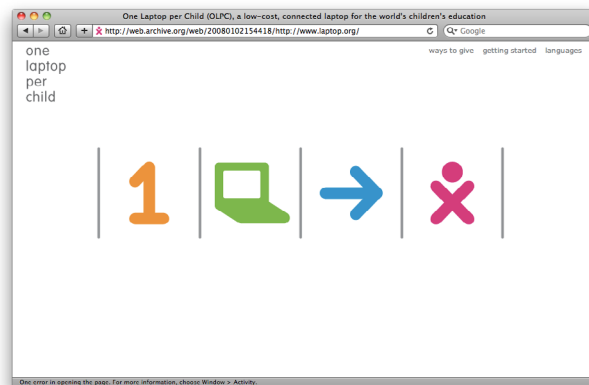 One Laptop per Child (OLPC), a low-cost, connected laptop for the world's children's education
http://web.archive.org/web/20080102154418/http://www.laptop.org/
Google
one
laptop
per
child
ways to give getting started languages
1
One error in opening the page. For more information, choose Window > Activity.